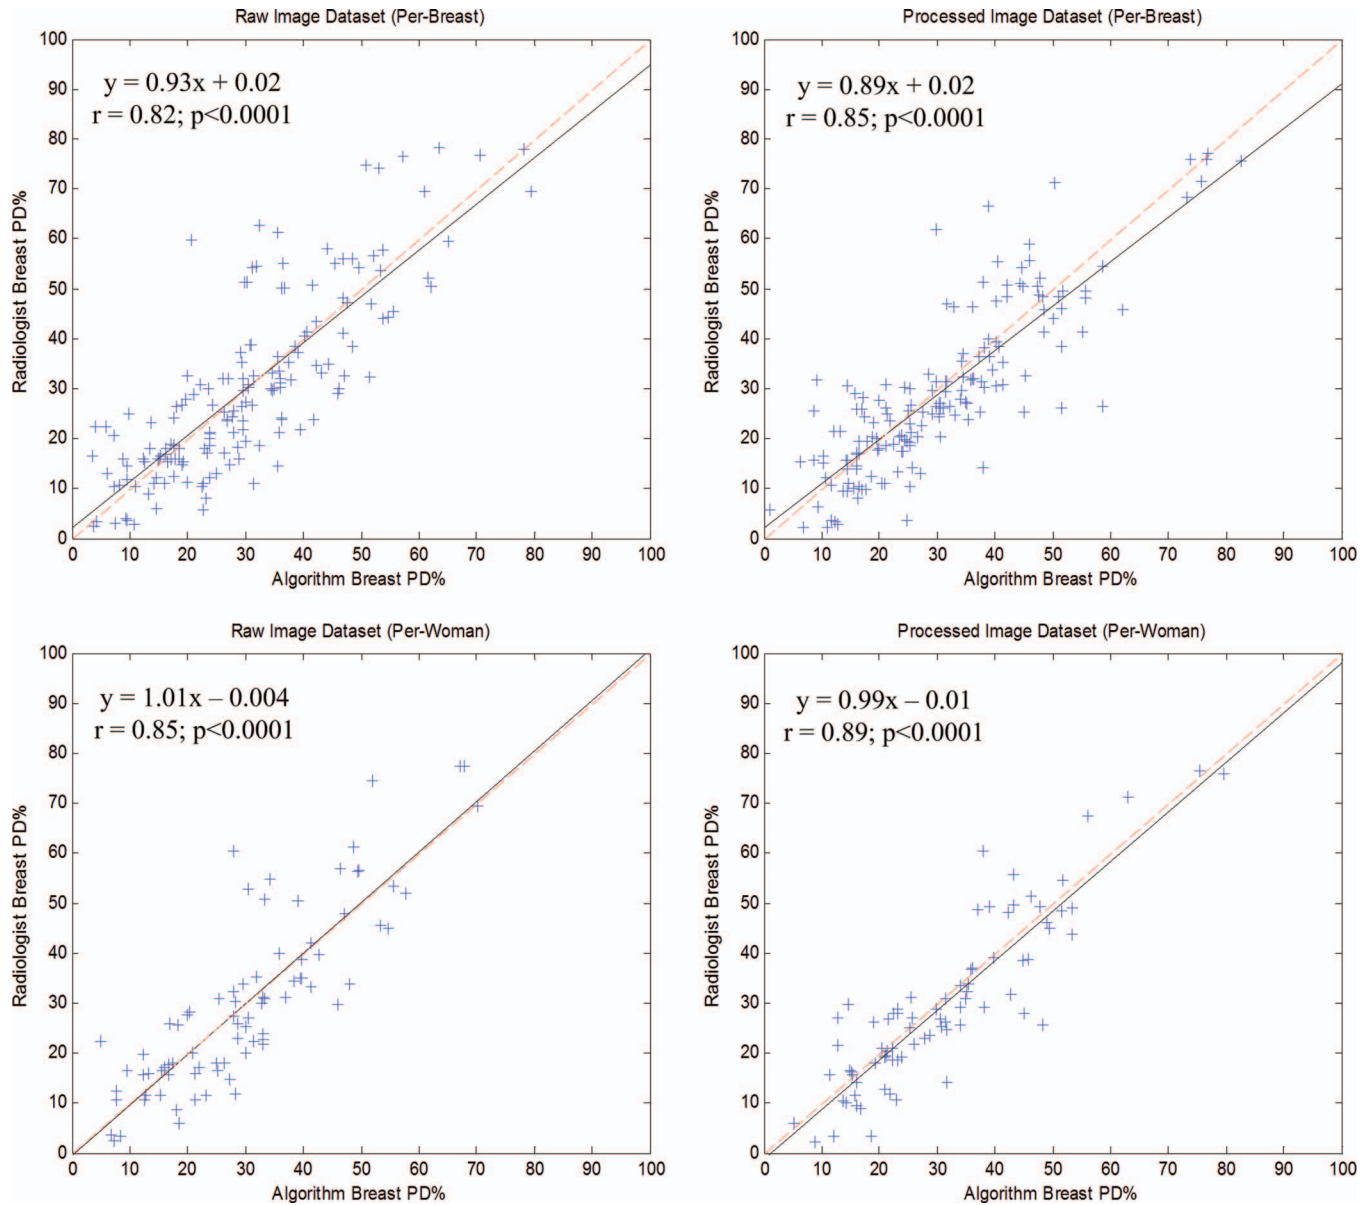 Raw Image Dataset (Per-Breast)
100
90
80
70
60
50
40
30
20
10
0
Radiologist Breast PD%
y = 0.93x + 0.02
r = 0.82; p<0.0001
0 10 20 30 40 50 60 70 80 90 100
Algorithm Breast PD%
Processed Image Dataset (Per-Breast)
100
90
80
70
60
50
40
30
20
10
0
Radiologist Breast PD%
y = 0.89x + 0.02
r = 0.85; p<0.0001
0 10 20 30 40 50 60 70 80 90 100
Algorithm Breast PD%
Raw Image Dataset (Per-Woman)
100
90
80
70
60
50
40
30
20
10
0
Radiologist Breast PD%
y = 1.01x – 0.004
r = 0.85; p<0.0001
0 10 20 30 40 50 60 70 80 90 100
Algorithm Breast PD%
Processed Image Dataset (Per-Woman)
100
90
80
70
60
50
40
30
20
10
0
Radiologist Breast PD%
y = 0.99x – 0.01
r = 0.89; p<0.0001
0 10 20 30 40 50 60 70 80 90 100
Algorithm Breast PD%